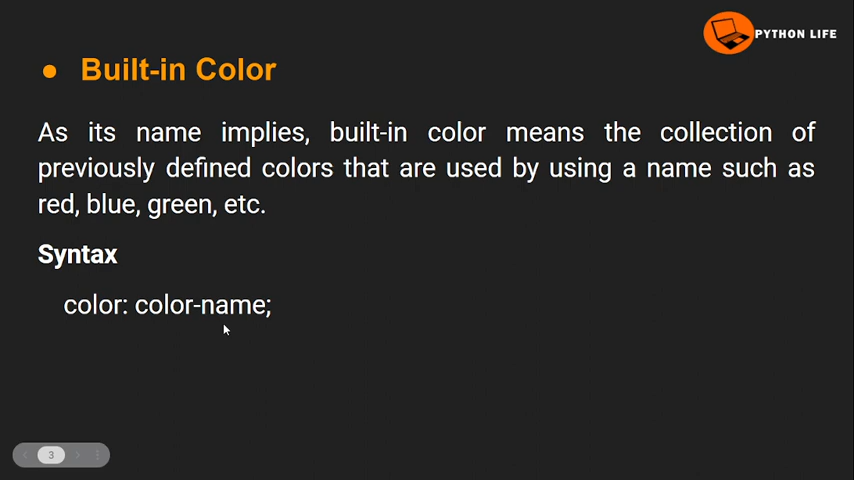 PYTHON LIFE
● Built-in Color
As its name implies, built-in color means the collection of
previously defined colors that are used by using a name such as
red, blue, green, etc.
Syntax
color: color-name;
3